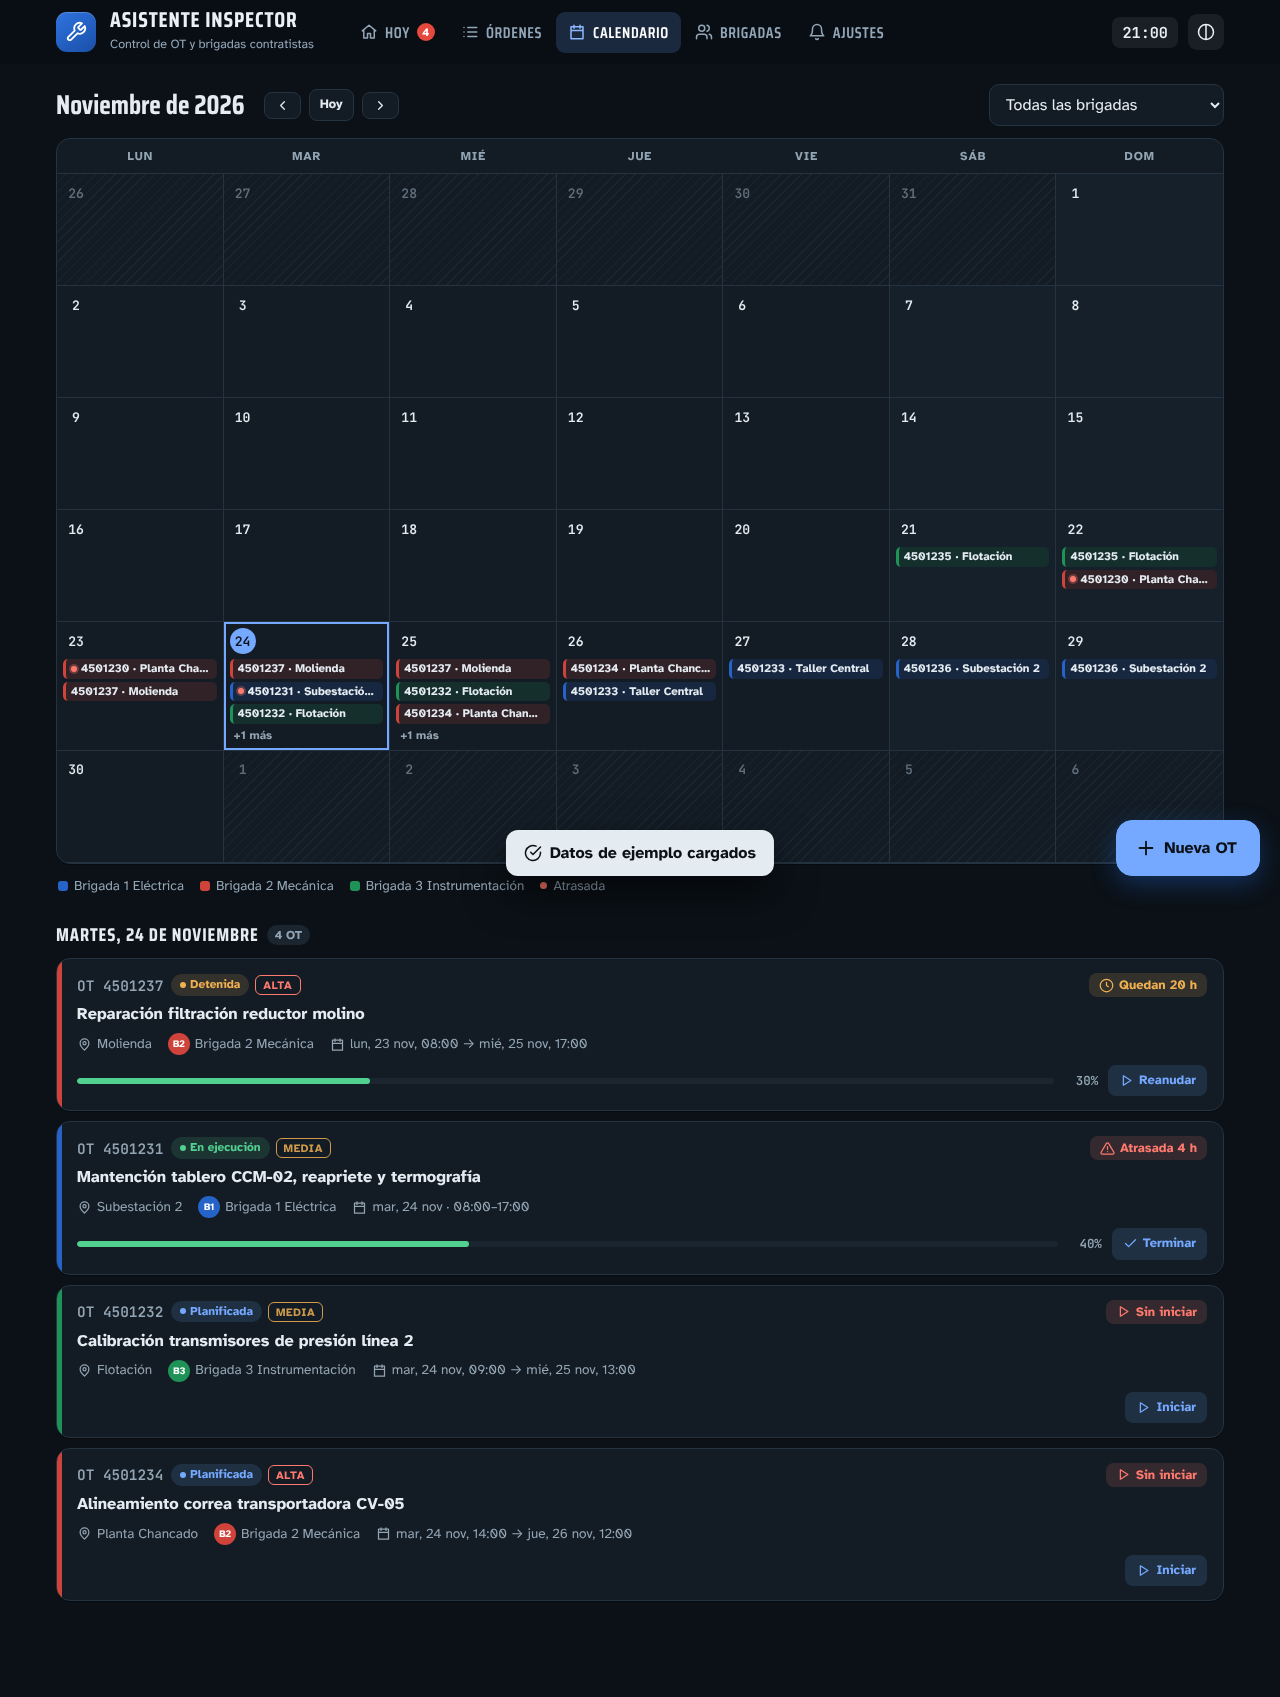 ASISTENTE INSPECTOR
Control de OT y brigadas contratistas
HOY 4
ÓRDENES
CALENDARIO
BRIGADAS
AJUSTES
21:00
Noviembre de 2026
Hoy
Todas las brigadas
LUN MAR MIÉ JUE VIE SÁB DOM
26 27 28 29 30 31 1
2 3 4 5 6 7 8
9 10 11 12 13 14 15
16 17 18 19 20 21 22
4501235 · Flotación
4501235 · Flotación
4501230 · Planta Cha...
23 24 25 26 27 28 29
4501230 · Planta Cha...
4501237 · Molienda
4501237 · Molienda
4501231 · Subestació...
4501232 · Flotación
+1 más
4501237 · Molienda
4501232 · Flotación
4501234 · Planta Chan...
+1 más
4501234 · Planta Chanc...
4501233 · Taller Central
4501233 · Taller Central
4501236 · Subestación 2
4501236 · Subestación 2
30 1 2 3 4 5 6
Datos de ejemplo cargados
Nueva OT
Brigada 1 Eléctrica
Brigada 2 Mecánica
Brigada 3 Instrumentación
Atrasada
MARTES, 24 DE NOVIEMBRE 4 OT
OT 4501237 Detenida ALTA Quedan 20 h
Reparación filtración reductor molino
Molienda B2 Brigada 2 Mecánica lun, 23 nov, 08:00 → mié, 25 nov, 17:00
30% Reanudar
OT 4501231 En ejecución MEDIA Atrasada 4 h
Mantención tablero CCM-02, reapriete y termografía
Subestación 2 B1 Brigada 1 Eléctrica mar, 24 nov · 08:00–17:00
40% Terminar
OT 4501232 Planificada MEDIA Sin iniciar
Calibración transmisores de presión línea 2
Flotación B3 Brigada 3 Instrumentación mar, 24 nov, 09:00 → mié, 25 nov, 13:00
Iniciar
OT 4501234 Planificada ALTA Sin iniciar
Alineamiento correa transportadora CV-05
Planta Chancado B2 Brigada 2 Mecánica mar, 24 nov, 14:00 → jue, 26 nov, 12:00
Iniciar